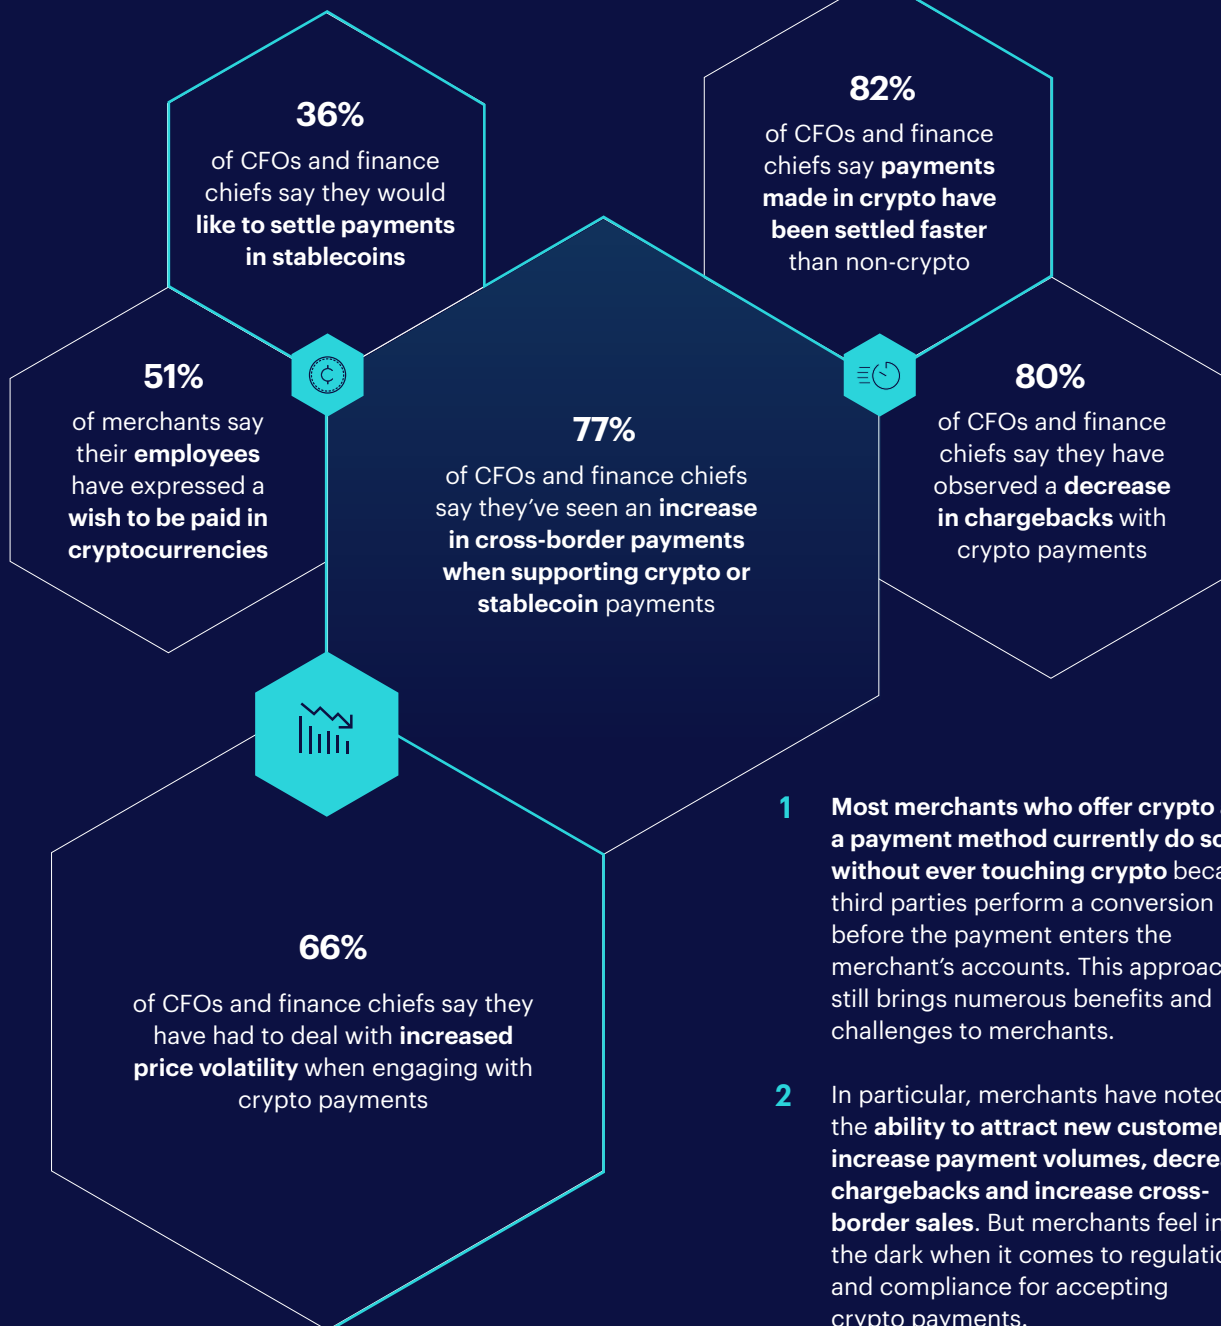 36%
of CFOs and finance
chiefs say they would
like to settle payments
in stablecoins
82%
of CFOs and finance
chiefs say payments
made in crypto have
been settled faster
than non-crypto
51%
of merchants say
their employees
have expressed a
wish to be paid in
cryptocurrencies
77%
of CFOs and finance chiefs
say they’ve seen an increase
in cross-border payments
when supporting crypto or
stablecoin payments
80%
of CFOs and finance
chiefs say they have
observed a decrease
in chargebacks with
crypto payments
66%
of CFOs and finance chiefs say they
have had to deal with increased
price volatility when engaging with
crypto payments
1 Most merchants who offer crypto
a payment method currently do so
without ever touching crypto
third parties perform a conversion
before the payment enters the
merchant’s accounts. This
still brings numerous benefits and
challenges to merchants.
2 In particular, merchants have noted
the ability to attract new
increase payment volumes,
chargebacks and increase cross-
border sales. But merchants feel in
the dark when it comes to
and compliance for accepting
crypto payments.